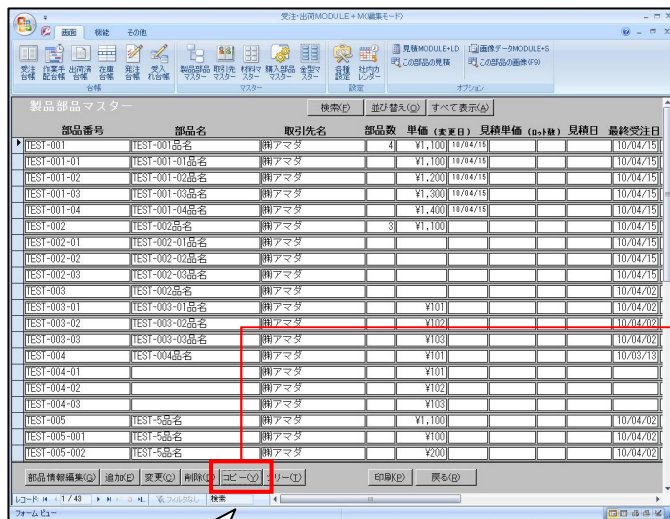 受注・出荷MODULE+M(編集モード)
画面 機能 その他
受注台帳 作業手配台帳 出荷済台帳 在庫台帳 発注台帳 受入れ台帳 製品部品マスター 取引先マスター 材料マスター 購入部品マスター 金型マスター 各種設定 社内カレンダー
見積MODULE+LD 画像データMODULE+S
この部品の見積 この部品の画像(F9)
台帳 マスター 設定 オプション
製品部品マスター 検索(F) 並び替え(O) すべて表示(A)
部品番号 部品名 取引先名 部品数 単価 (変更日) 見積単価 (ロット数) 見積日 最終受注日
TEST-001 TEST-001品名 ㈱アマダ 4 ¥1,100 10/04/15 10/04/15
TEST-001-01 TEST-001-01品名 ㈱アマダ ¥1,100 10/04/15 10/04/15
TEST-001-02 TEST-001-02品名 ㈱アマダ ¥1,200 10/04/15 10/04/15
TEST-001-03 TEST-001-03品名 ㈱アマダ ¥1,300 10/04/15 10/04/15
TEST-001-04 TEST-001-04品名 ㈱アマダ ¥1,400 10/04/15 10/04/15
TEST-002 TEST-002品名 ㈱アマダ 3 ¥1,100 10/04/15
TEST-002-01 TEST-002-01品名 ㈱アマダ 10/04/15
TEST-002-02 TEST-002-02品名 ㈱アマダ 10/04/15
TEST-002-03 TEST-002-03品名 ㈱アマダ 10/04/15
TEST-003 TEST-002品名 ㈱アマダ 10/04/02
TEST-003-01 TEST-003-01品名 ㈱アマダ ¥101 10/04/02
TEST-003-02 TEST-003-02品名 ㈱アマダ ¥102 10/04/02
TEST-003-03 TEST-003-03品名 ㈱アマダ ¥103 10/04/02
TEST-004 TEST-004品名 ㈱アマダ ¥101 10/03/13
TEST-004-01 ㈱アマダ ¥101
TEST-004-02 ㈱アマダ ¥102
TEST-004-03 ㈱アマダ ¥103
TEST-005 TEST-5品名 ㈱アマダ ¥1,100 10/04/02
TEST-005-001 TEST-5品名 ㈱アマダ ¥100 10/04/02
TEST-005-002 TEST-5品名 ㈱アマダ ¥200 10/04/02
部品情報編集(G) 追加(E) 変更(C) 削除( コピー(Y) リー(T) 印刷(P) 戻る(R)
レコード: 1 / 43 フィルタなし 検索
フォーム ビュー